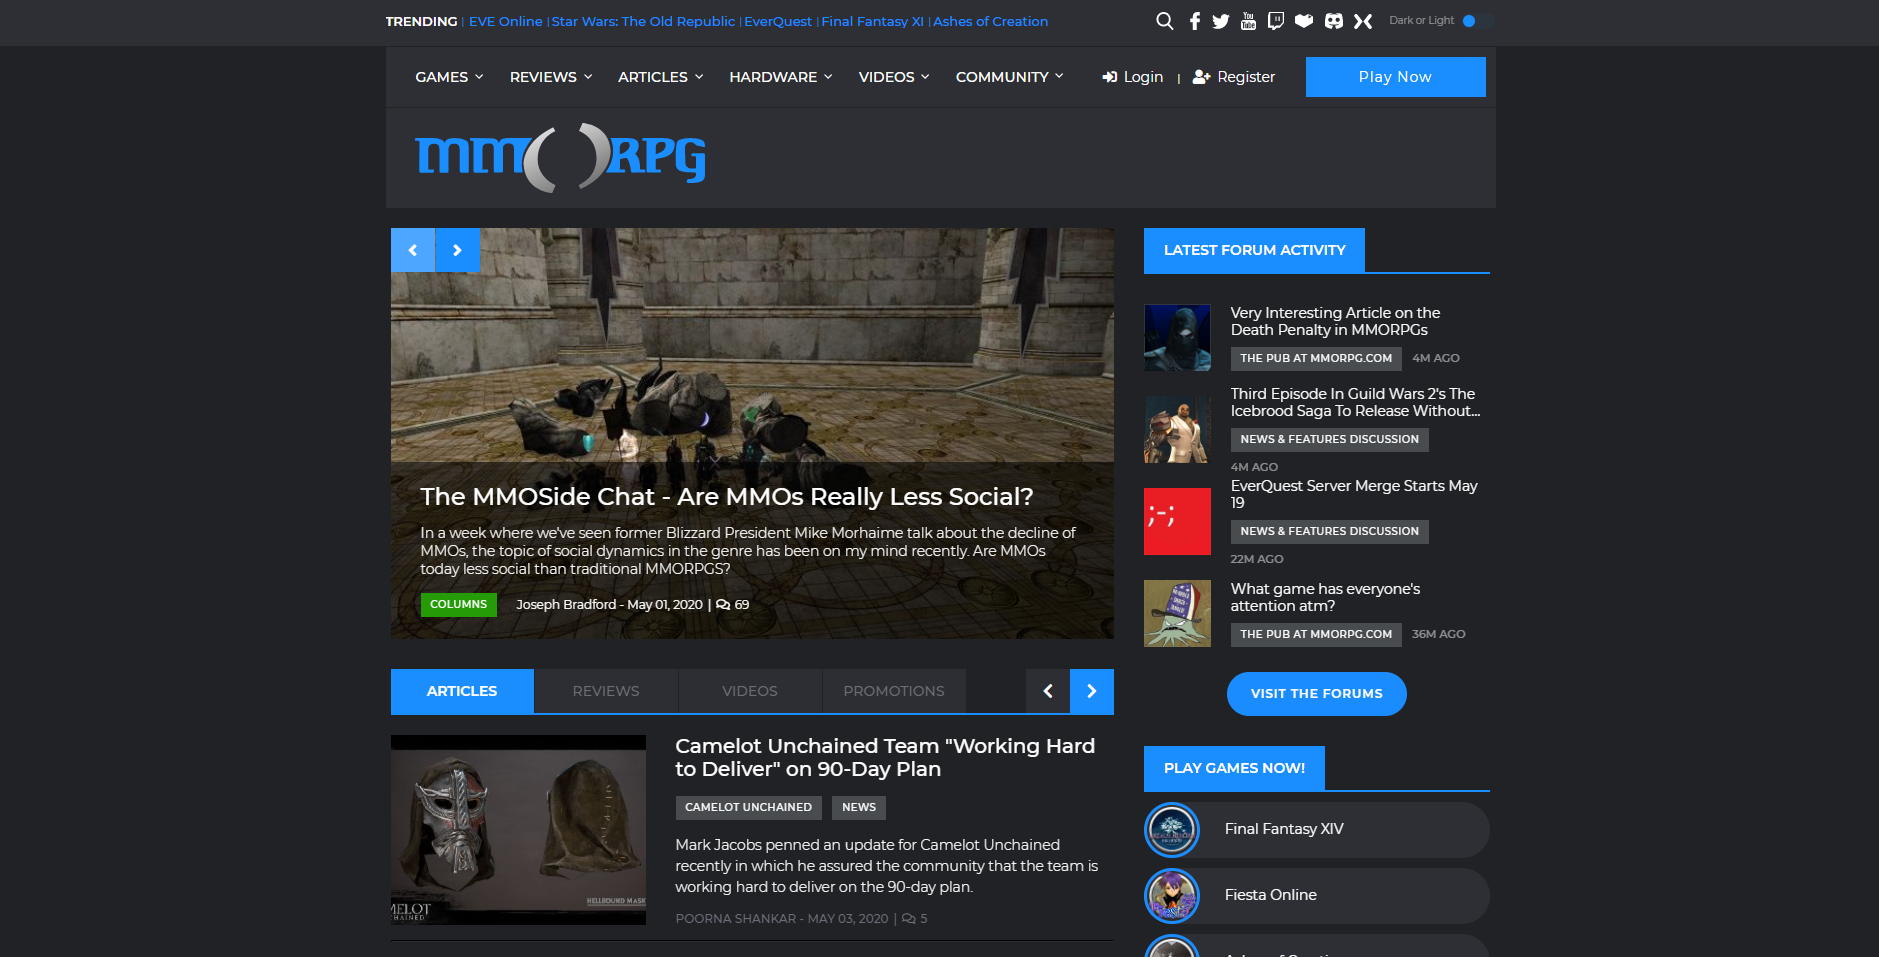 TRENDING | EVE Online | Star Wars: The Old Republic | EverQuest | Final Fantasy XI | Ashes of Creation
Dark or Light
GAMES REVIEWS ARTICLES HARDWARE VIDEOS COMMUNITY Login | Register Play Now
MMORPG
The MMOSide Chat - Are MMOs Really Less Social?
In a week where we've seen former Blizzard President Mike Morhaime talk about the decline of
MMOs, the topic of social dynamics in the genre has been on my mind recently. Are MMOs
today less social than traditional MMORPGS?
COLUMNS Joseph Bradford - May 01, 2020 | 69
ARTICLES REVIEWS VIDEOS PROMOTIONS
HELLBOUND MASK
Camelot Unchained Team "Working Hard
to Deliver" on 90-Day Plan
CAMELOT UNCHAINED NEWS
Mark Jacobs penned an update for Camelot Unchained
recently in which he assured the community that the team is
working hard to deliver on the 90-day plan.
POORNA SHANKAR - MAY 03, 2020 | 5
LATEST FORUM ACTIVITY
Very Interesting Article on the
Death Penalty in MMORPGs
THE PUB AT MMORPG.COM 4M AGO
Third Episode In Guild Wars 2's The
Icebrood Saga To Release Without...
NEWS & FEATURES DISCUSSION
4M AGO
;-;
EverQuest Server Merge Starts May
19
NEWS & FEATURES DISCUSSION
22M AGO
What game has everyone's
attention atm?
THE PUB AT MMORPG.COM 36M AGO
VISIT THE FORUMS
PLAY GAMES NOW!
Final Fantasy XIV
Fiesta Online